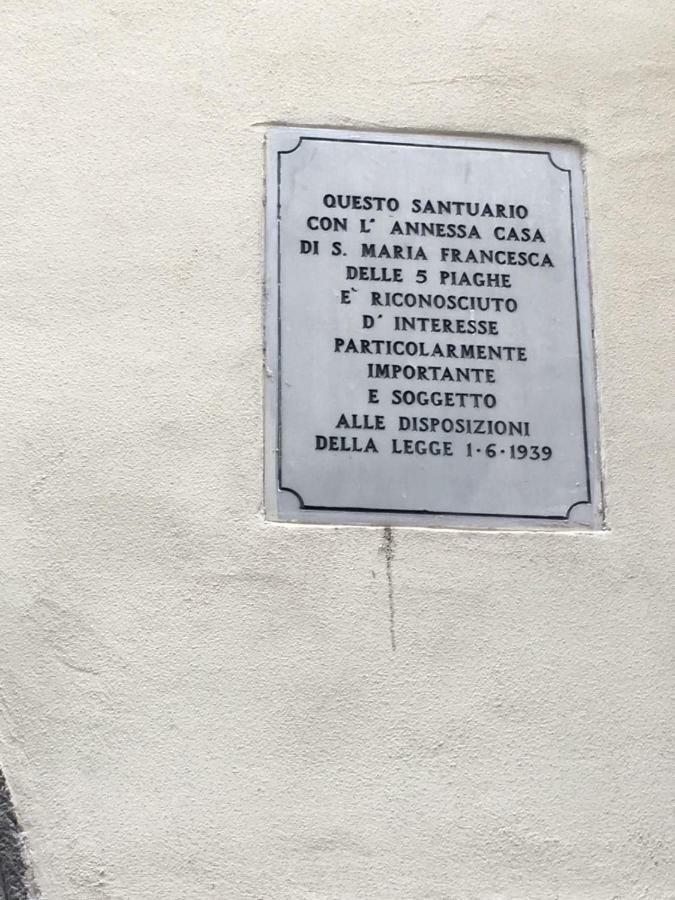 QUESTO SANTUARIO
CON L' ANNESSA CASA
DI S. MARIA FRANCESCA
DELLE 5 PIAGHE
E` RICONOSCIUTO
D' INTERESSE
PARTICOLARMENTE
IMPORTANTE
E SOGGETTO
ALLE DISPOSIZIONI
DELLA LEGGE 1·6·1939